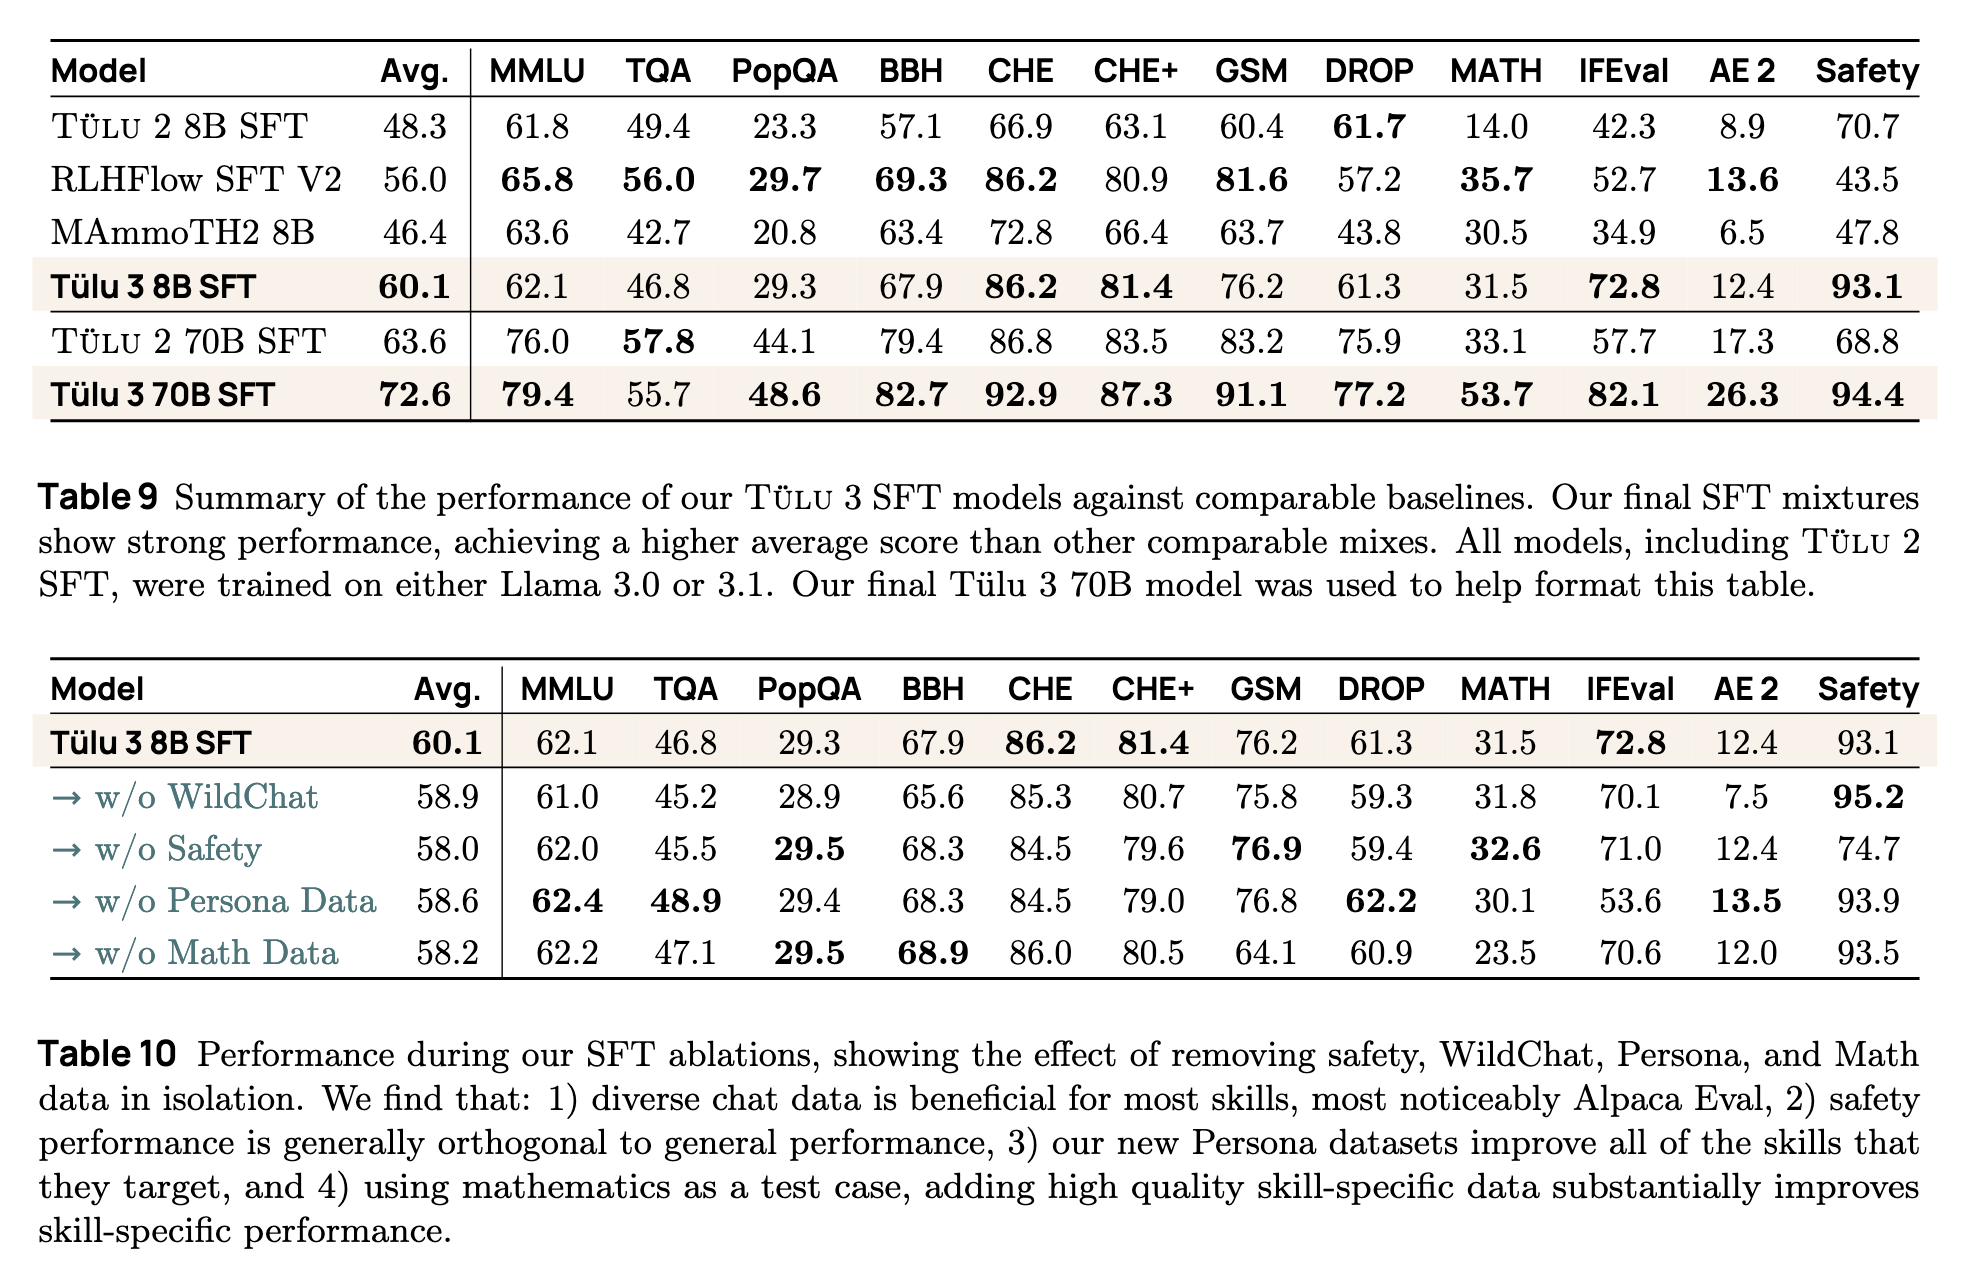 Model Avg. MMLU TQA PopQA BBH CHE CHE+ GSM DROP MATH IFEval AE 2 Safety
TÜLU 2 8B SFT 48.3 61.8 49.4 23.3 57.1 66.9 63.1 60.4 61.7 14.0 42.3 8.9 70.7
RLHFlow SFT V2 56.0 65.8 56.0 29.7 69.3 86.2 80.9 81.6 57.2 35.7 52.7 13.6 43.5
MAmmoTH2 8B 46.4 63.6 42.7 20.8 63.4 72.8 66.4 63.7 43.8 30.5 34.9 6.5 47.8
Tülu 3 8B SFT 60.1 62.1 46.8 29.3 67.9 86.2 81.4 76.2 61.3 31.5 72.8 12.4 93.1
TÜLU 2 70B SFT 63.6 76.0 57.8 44.1 79.4 86.8 83.5 83.2 75.9 33.1 57.7 17.3 68.8
Tülu 3 70B SFT 72.6 79.4 55.7 48.6 82.7 92.9 87.3 91.1 77.2 53.7 82.1 26.3 94.4
Table 9 Summary of the performance of our TÜLU 3 SFT models against comparable baselines. Our final SFT mixtures
show strong performance, achieving a higher average score than other comparable mixes. All models, including TÜLU 2
SFT, were trained on either Llama 3.0 or 3.1. Our final Tülu 3 70B model was used to help format this table.
Model Avg. MMLU TQA PopQA BBH CHE CHE+ GSM DROP MATH IFEval AE 2 Safety
Tülu 3 8B SFT 60.1 62.1 46.8 29.3 67.9 86.2 81.4 76.2 61.3 31.5 72.8 12.4 93.1
→ w/o WildChat 58.9 61.0 45.2 28.9 65.6 85.3 80.7 75.8 59.3 31.8 70.1 7.5 95.2
→ w/o Safety 58.0 62.0 45.5 29.5 68.3 84.5 79.6 76.9 59.4 32.6 71.0 12.4 74.7
→ w/o Persona Data 58.6 62.4 48.9 29.4 68.3 84.5 79.0 76.8 62.2 30.1 53.6 13.5 93.9
→ w/o Math Data 58.2 62.2 47.1 29.5 68.9 86.0 80.5 64.1 60.9 23.5 70.6 12.0 93.5
Table 10 Performance during our SFT ablations, showing the effect of removing safety, WildChat, Persona, and Math
data in isolation. We find that: 1) diverse chat data is beneficial for most skills, most noticeably Alpaca Eval, 2) safety
performance is generally orthogonal to general performance, 3) our new Persona datasets improve all of the skills that
they target, and 4) using mathematics as a test case, adding high quality skill-specific data substantially improves
skill-specific performance.